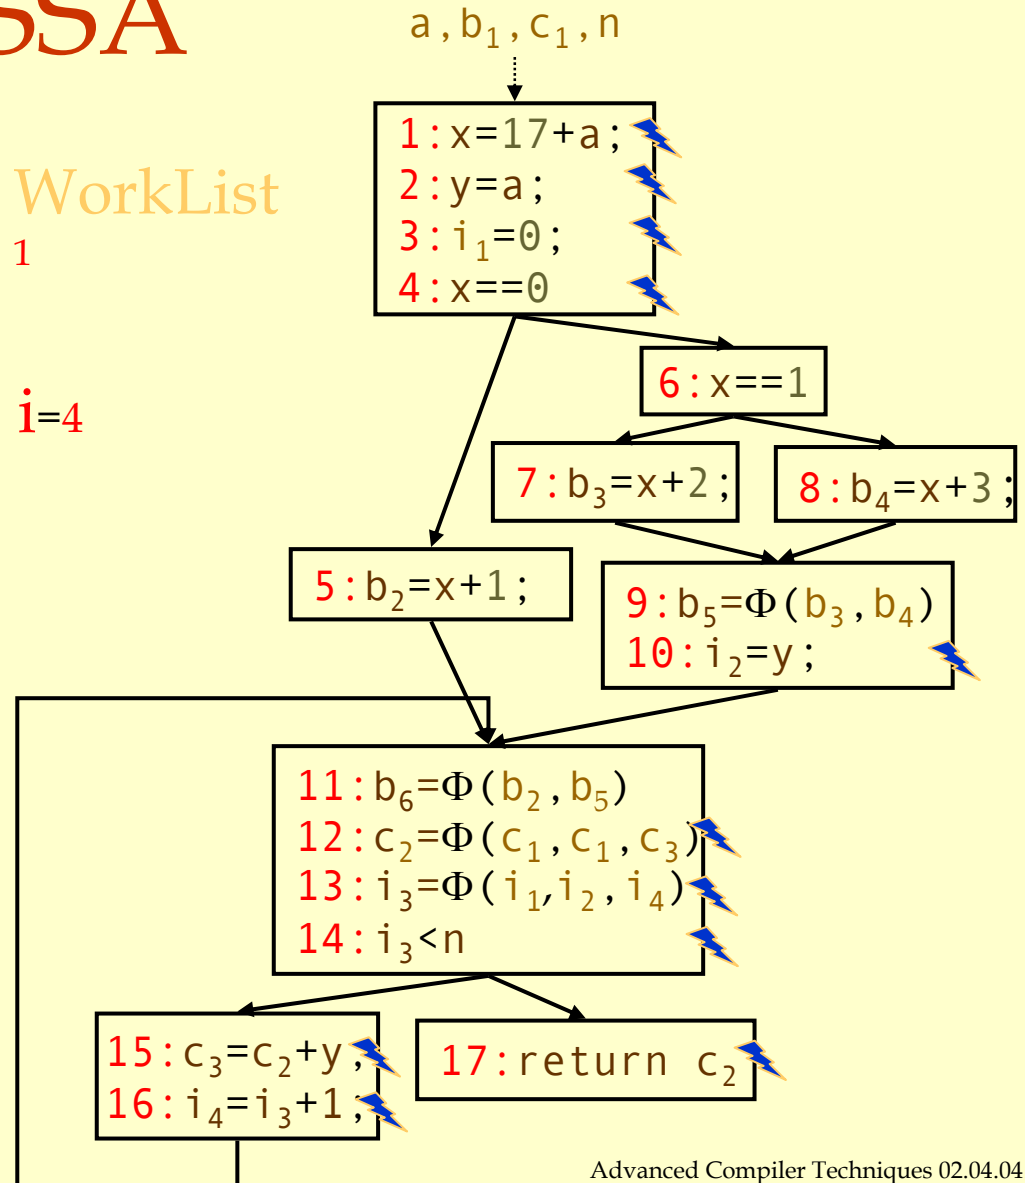 SSA
a,b₁,c₁,n
WorkList
1
i=4
1:x=17+a;
2:y=a;
3:i₁=0;
4:x==0
6:x==1
7:b₃=x+2;
8:b₄=x+3;
5:b₂=x+1;
9:b₅=Φ(b₃,b₄)
10:i₂=y;
11:b₆=Φ(b₂,b₅)
12:c₂=Φ(c₁,c₁,c₃)
13:i₃=Φ(i₁,i₂,i₄)
14:i₃<n
15:c₃=c₂+y;
16:i₄=i₃+1;
17:return c₂
Advanced Compiler Techniques 02.04.04